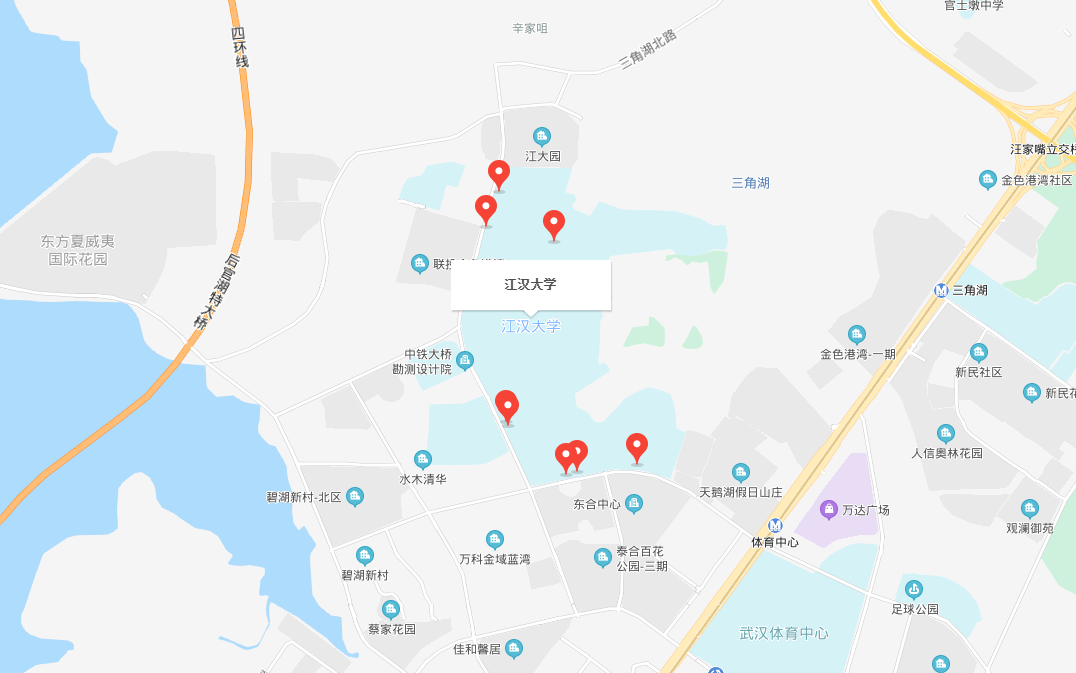 官士墩中学
辛家咀
四环线
三角湖北路
汪家嘴立交桥
江大园
三角湖
金色港湾社区
东方夏威夷
国际花园
后官湖特大桥
江汉大学
三角湖
江汉大学
中铁大桥
勘测设计院
金色港湾-一期
新民社区
新民花
人信奥林花园
水木清华
碧湖新村-北区
天鹅湖假日山庄
东合中心
万达广场
观澜御苑
体育中心
万科金域蓝湾
泰合百花
公园-三期
碧湖新村
足球公园
蔡家花园
武汉体育中心
佳和馨居